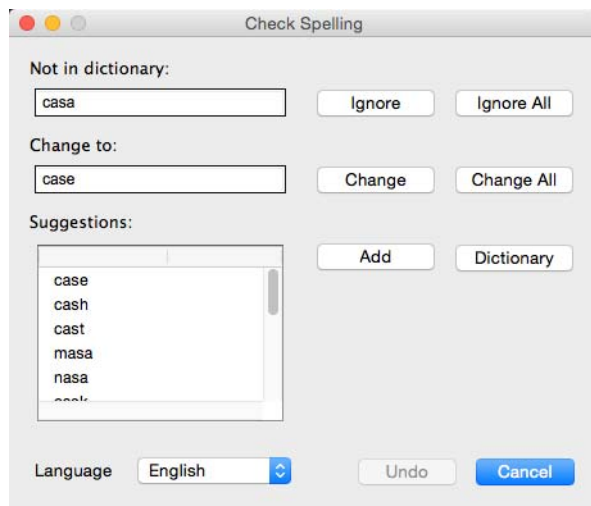 Check Spelling
Not in dictionary:
casa Ignore Ignore All
Change to:
case Change Change All
Suggestions:
Add Dictionary
case
cash
cast
masa
nasa
Language English Undo Cancel